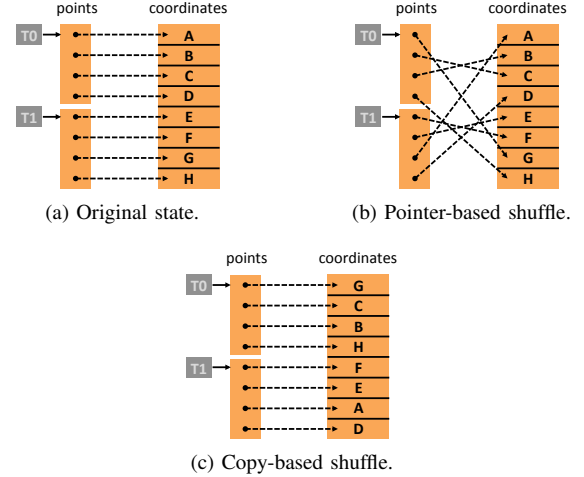 points coordinates points coordinates
T0 A T0 A
B B
C C
D D
T1 E T1 E
F F
G G
H H
(a) Original state. (b) Pointer-based shuffle.
points coordinates
T0 G
C
B
H
T1 F
E
A
D
(c) Copy-based shuffle.